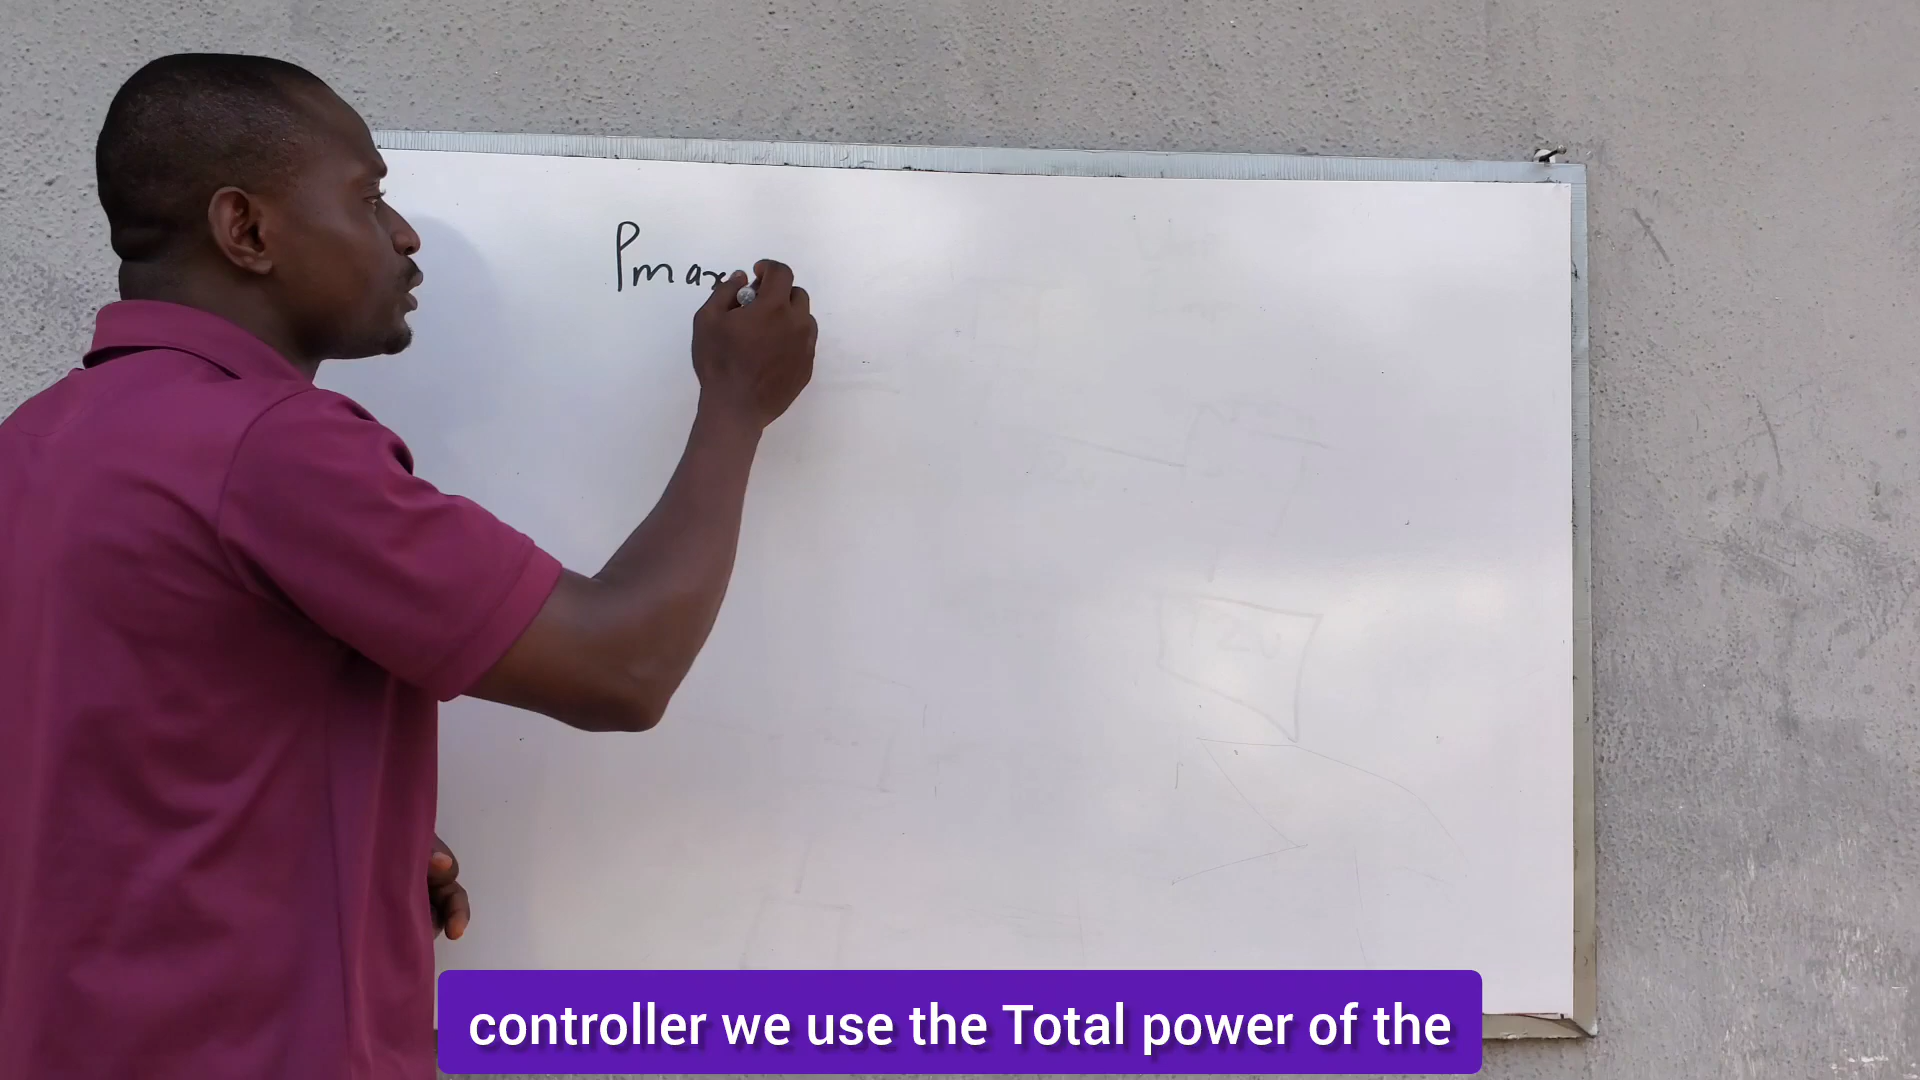 Pmax
controller we use the Total power of the